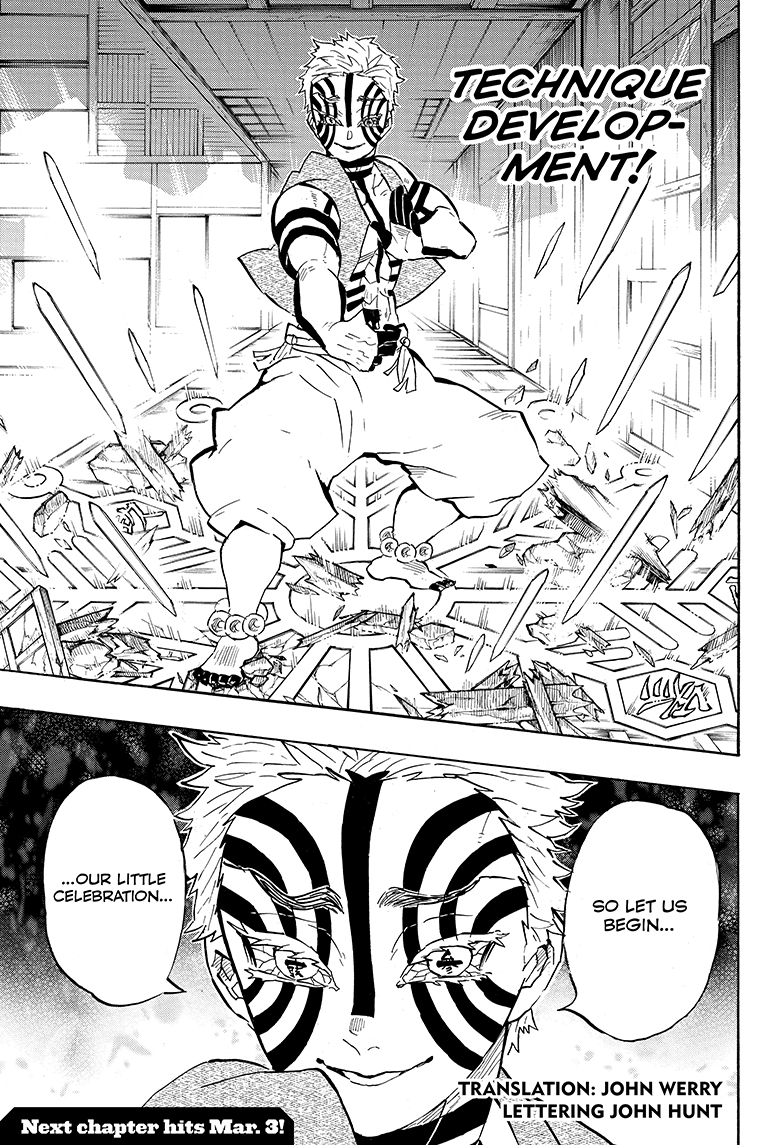 TECHNIQUE
DEVELOP-
MENT!
SO LET US
BEGIN...
...OUR LITTLE
CELEBRATION...
TRANSLATION: JOHN WERRY
LETTERING JOHN HUNT
Next chapter hits Mar. 3!